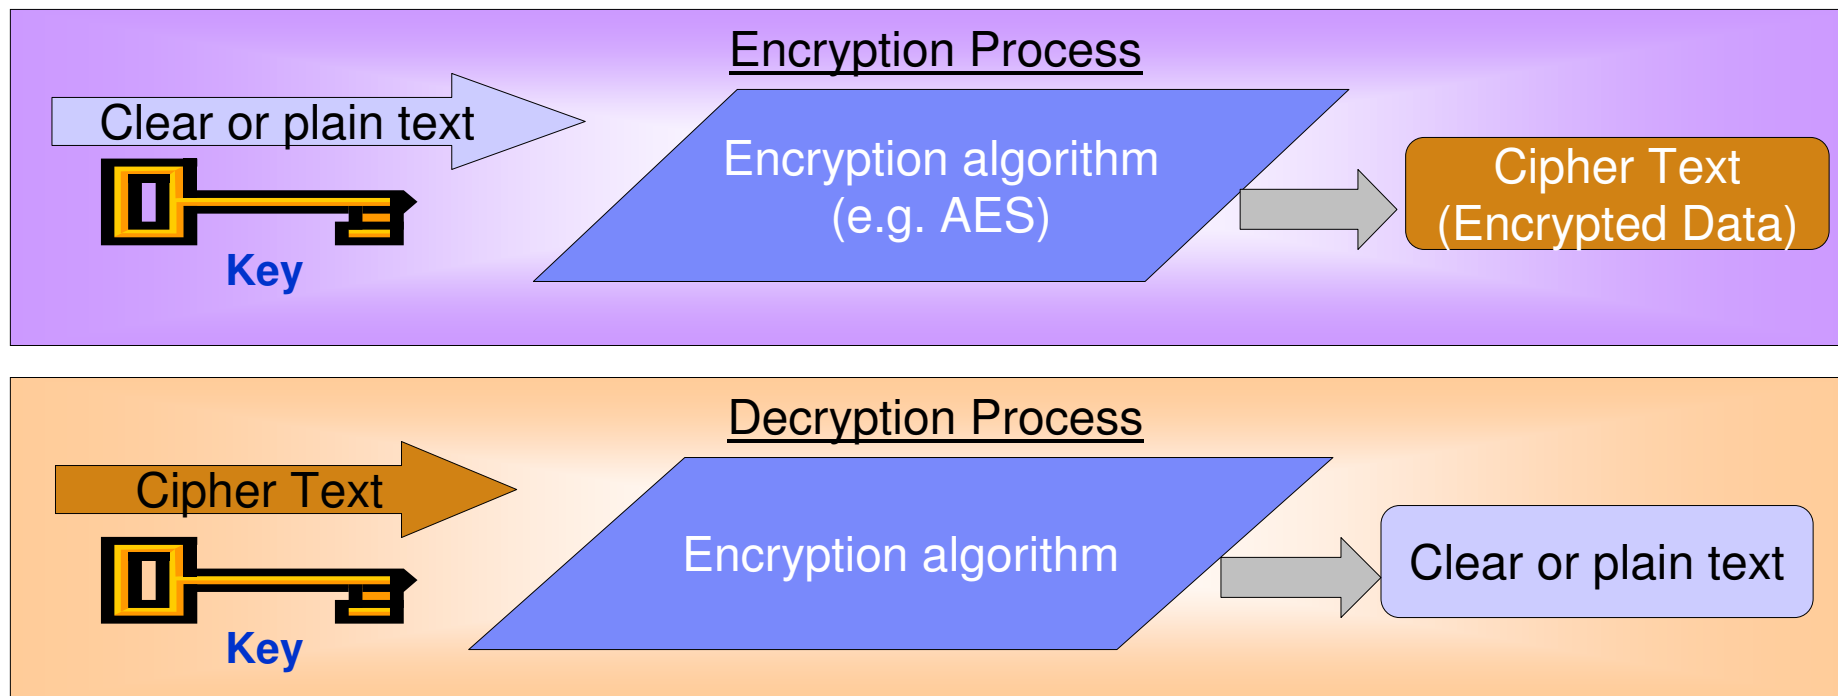 Encryption Process
Clear or plain text
Key
Encryption algorithm
(e.g. AES)
Cipher Text
(Encrypted Data)
Decryption Process
Cipher Text
Key
Encryption algorithm
Clear or plain text